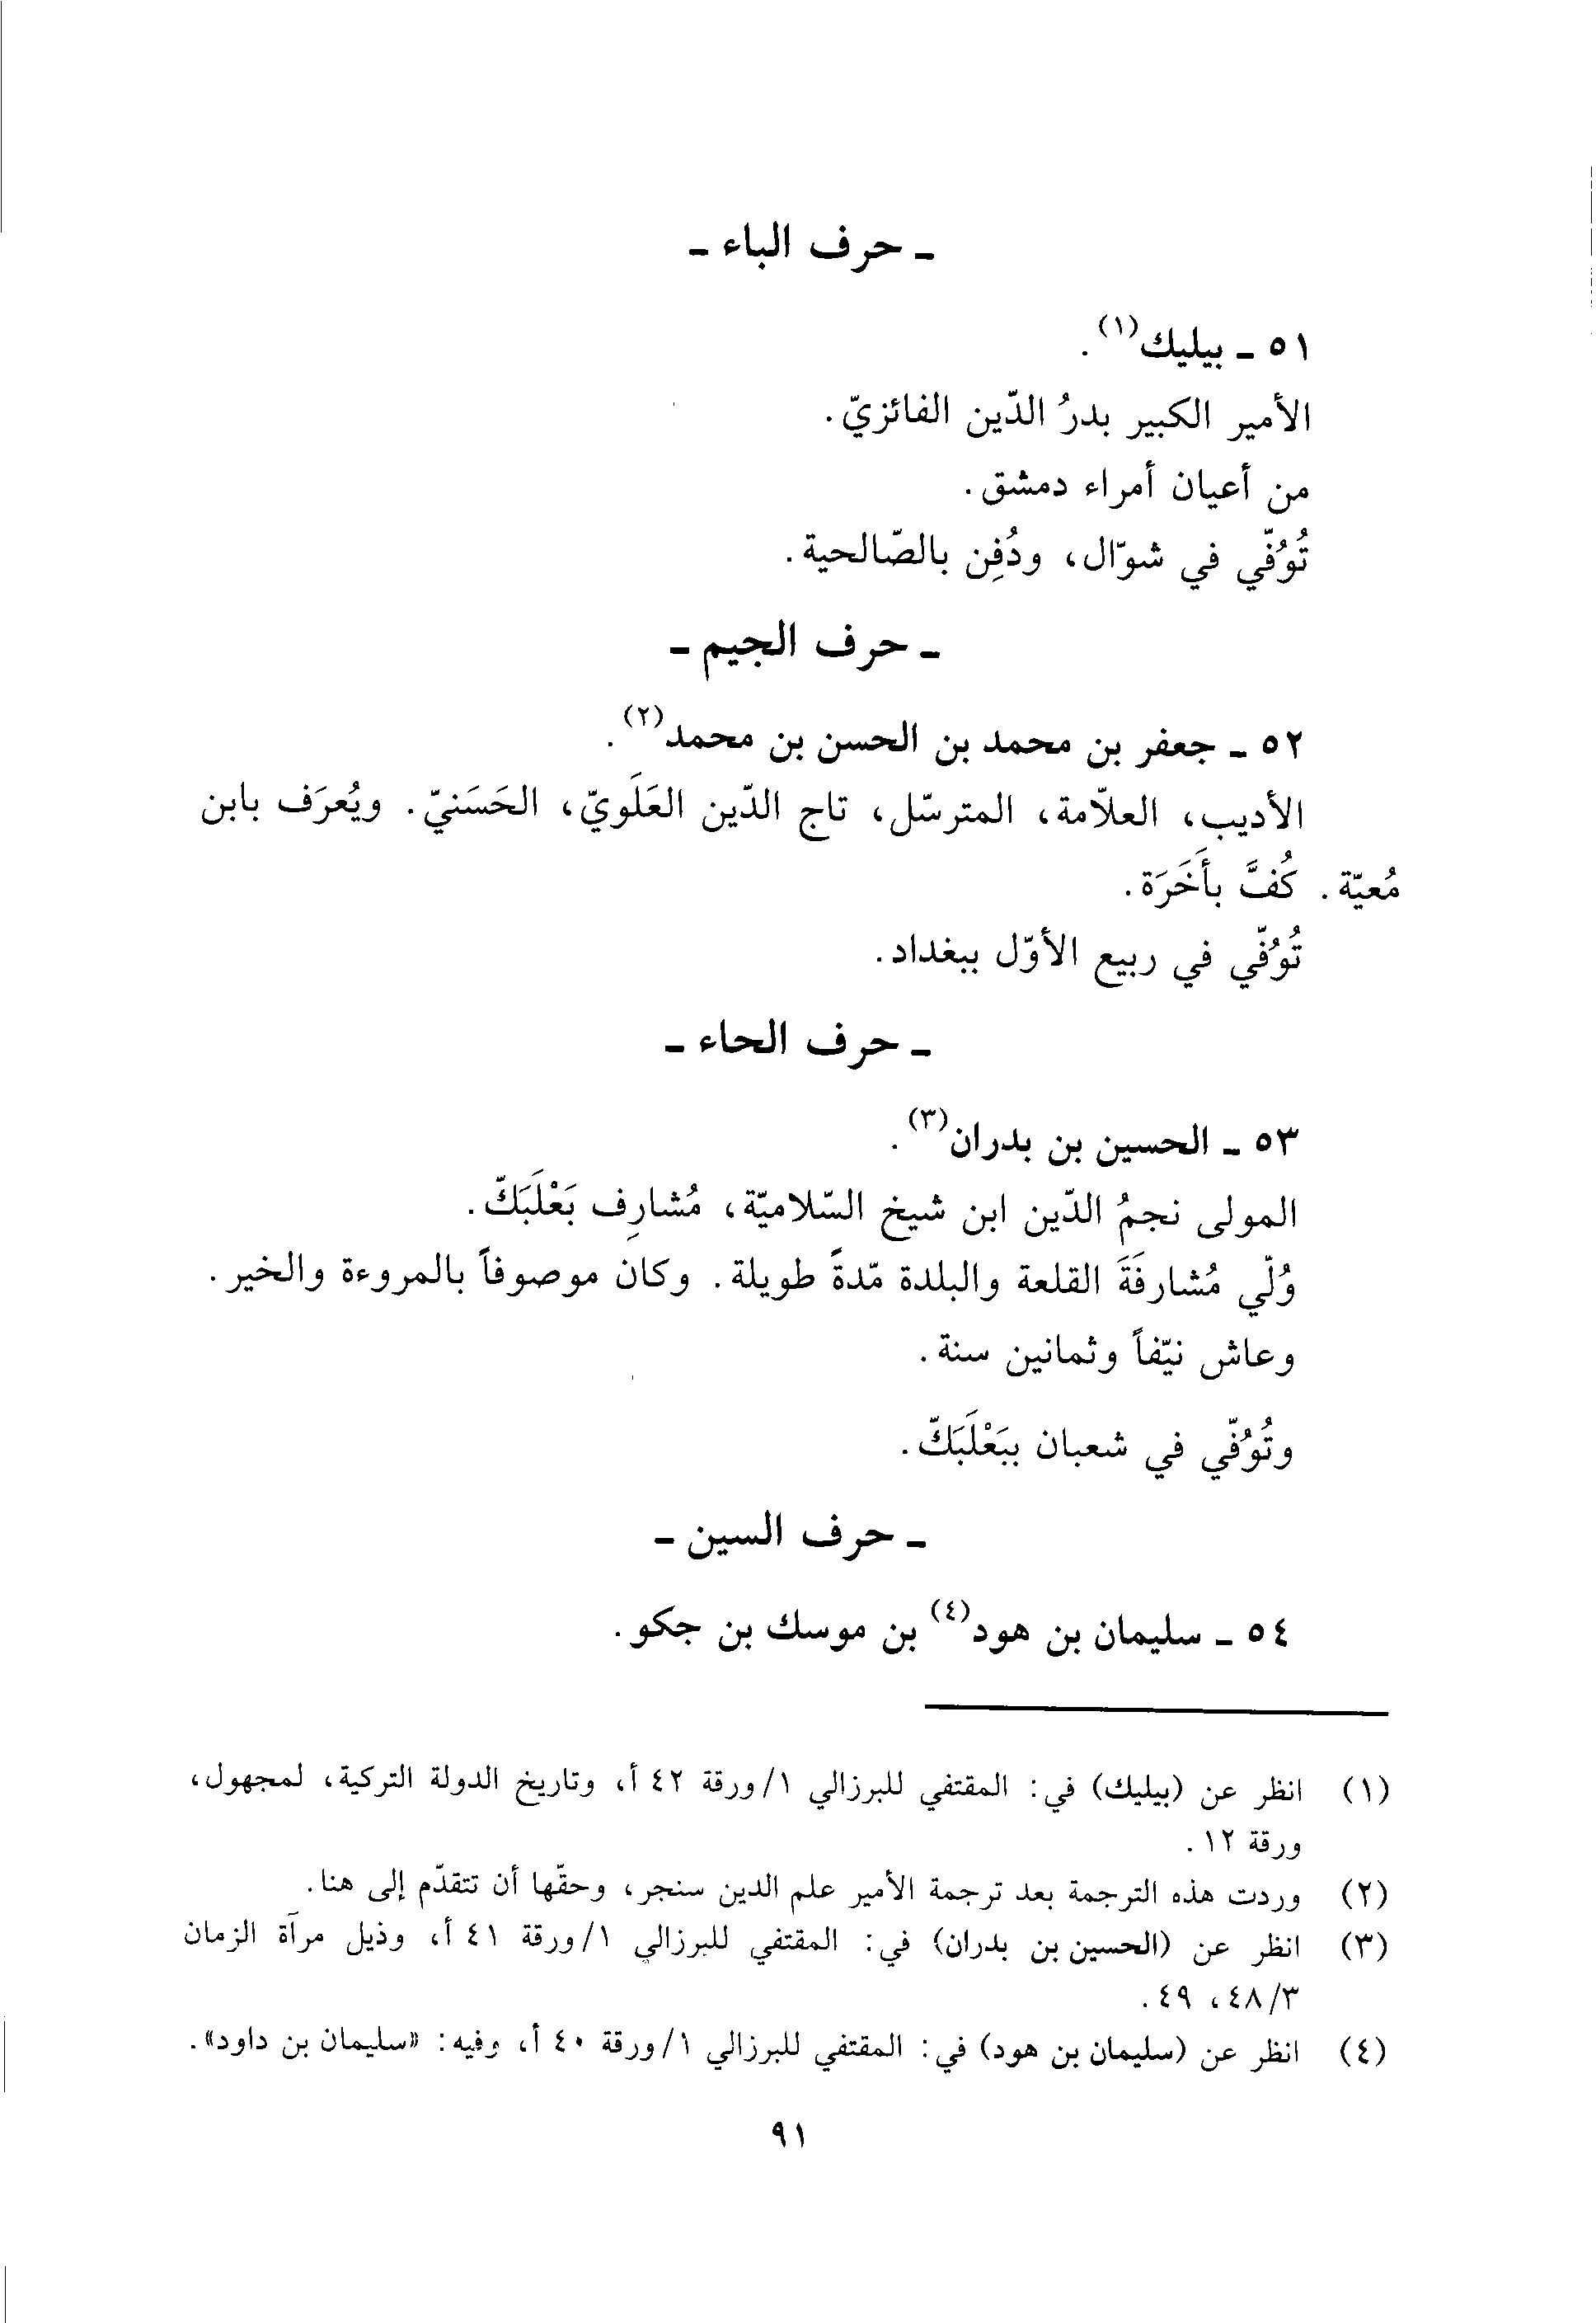 ـ حرف الباء ـ
٥١ ـ بيليك(١).
الأمير الكبير بدرُ الدّين الفائزيّ.
من أعيان أمراء دمشق.
تُوُفّي في شوّال، ودُفِن بالصّالحية.
ـ حرف الجيم ـ
٥٢ ـ جعفر بن محمد بن الحسن بن محمد(٢).
الأديب، العلاّمة، المترسّل، تاج الدّين العَلَويّ، الحَسَنيّ. ويُعرَف بابن
مُعيّة. كُفَّ بأَخَرَة.
تُوُفّي في ربيع الأوّل ببغداد.
ـ حرف الحاء ـ
٥٣ ـ الحسين بن بدران(٣).
المولى نجمُ الدّين ابن شيخ السّلاميّة، مُشارِف بَعْلَبَكّ.
وُلّي مُشارفَةَ القلعة والبلدة مّدةً طويلة. وكان موصوفاً بالمروءة والخير.
وعاش نيّفاً وثمانين سنة.
وتُوُفّي في شعبان ببَعْلَبَكّ.
ـ حرف السين ـ
٥٤ ـ سليمان بن هود(٤) بن موسك بن جكو.
(١) انظر عن (بيليك) في: المقتفي للبرزالي ١/ورقة ٤٢ أ، وتاريخ الدولة التركية، لمجهول،
ورقة ١٢.
(٢) وردت هذه الترجمة بعد ترجمة الأمير علم الدين سنجر، وحقّها أن تتقدّم إلى هنا.
(٣) انظر عن (الحسين بن بدران) في: المقتفي للبرزالي ١/ورقة ٤١ أ، وذيل مرآة الزمان
٤٨/٣، ٤٩.
(٤) انظر عن (سليمان بن هود) في: المقتفي للبرزالي ١/ورقة ٤٠ أ، وفيه: «سليمان بن داود».
٩١